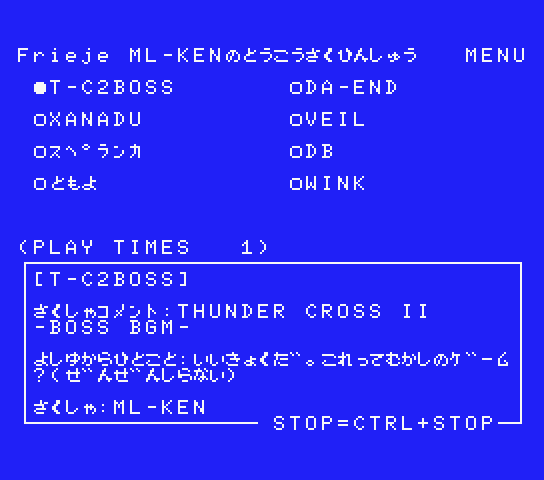 Frieje ML-KENのとうこうさくひんしゅう MENU
●T-C2BOSS ○DA-END
○XANADU ○VEIL
○スペランカ ○DB
○ともよ ○WINK
(PLAY TIMES 1)
[T-C2BOSS]
さくしゃコメント:THUNDER CROSS II
-BOSS BGM-
よしゆからひとこと:いいきょくだ゛。これってむかしのゲーム
?(ぜんぜんしらない)
さくしゃ:ML-KEN
STOP=CTRL+STOP